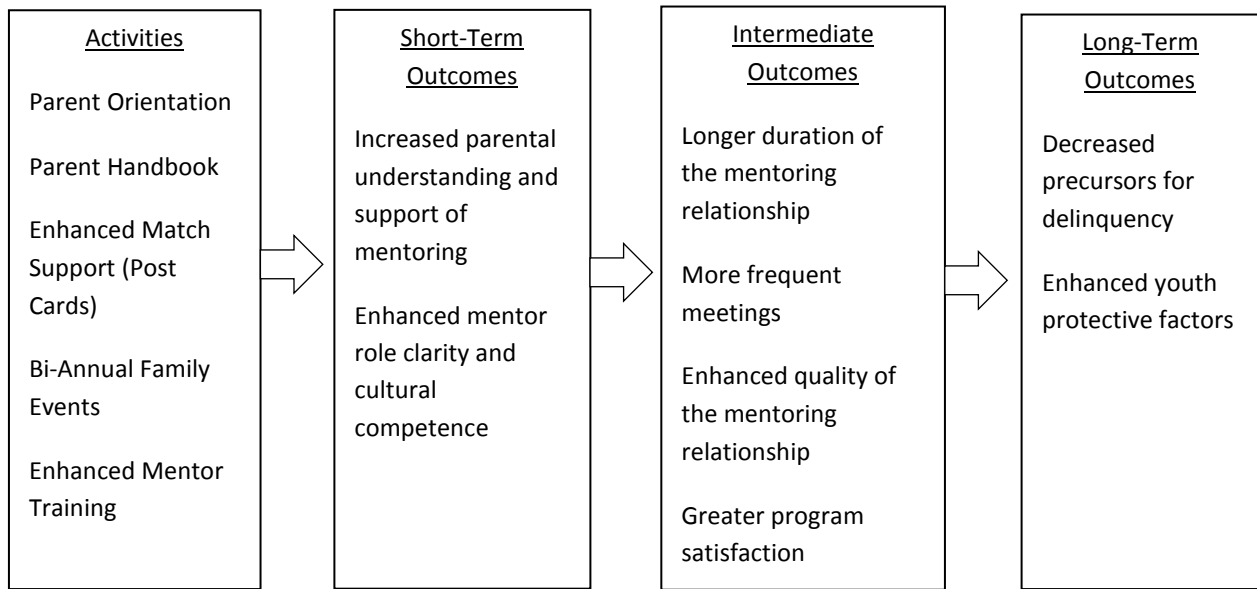 Activities
Parent Orientation
Parent Handbook
Enhanced Match
Support (Post
Cards)
Bi-Annual Family
Events
Enhanced Mentor
Training
Short-Term
Outcomes
Increased parental
understanding and
support of
mentoring
Enhanced mentor
role clarity and
cultural
competence
Intermediate
Outcomes
Longer duration of
the mentoring
relationship
More frequent
meetings
Enhanced quality of
the mentoring
relationship
Greater program
satisfaction
Long-Term
Outcomes
Decreased
precursors for
delinquency
Enhanced youth
protective factors